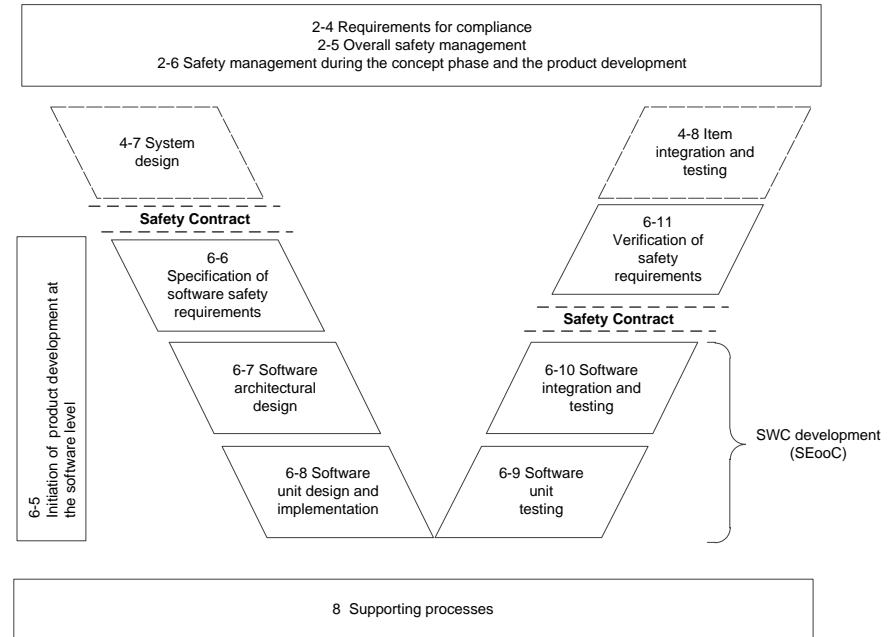 2-4 Requirements for compliance
2-5 Overall safety management
2-6 Safety management during the concept phase and the product development
4-7 System
design
Safety Contract
6-6
Specification of
software safety
requirements
6-7 Software
architectural
design
6-8 Software
unit design and
implementation
4-8 Item
integration and
testing
6-11
Verification of
safety
requirements
Safety Contract
6-10 Software
integration and
testing
6-9 Software
unit
testing
6-5
Initiation of product development at
the software level
SWC development
(SEooC)
8 Supporting processes